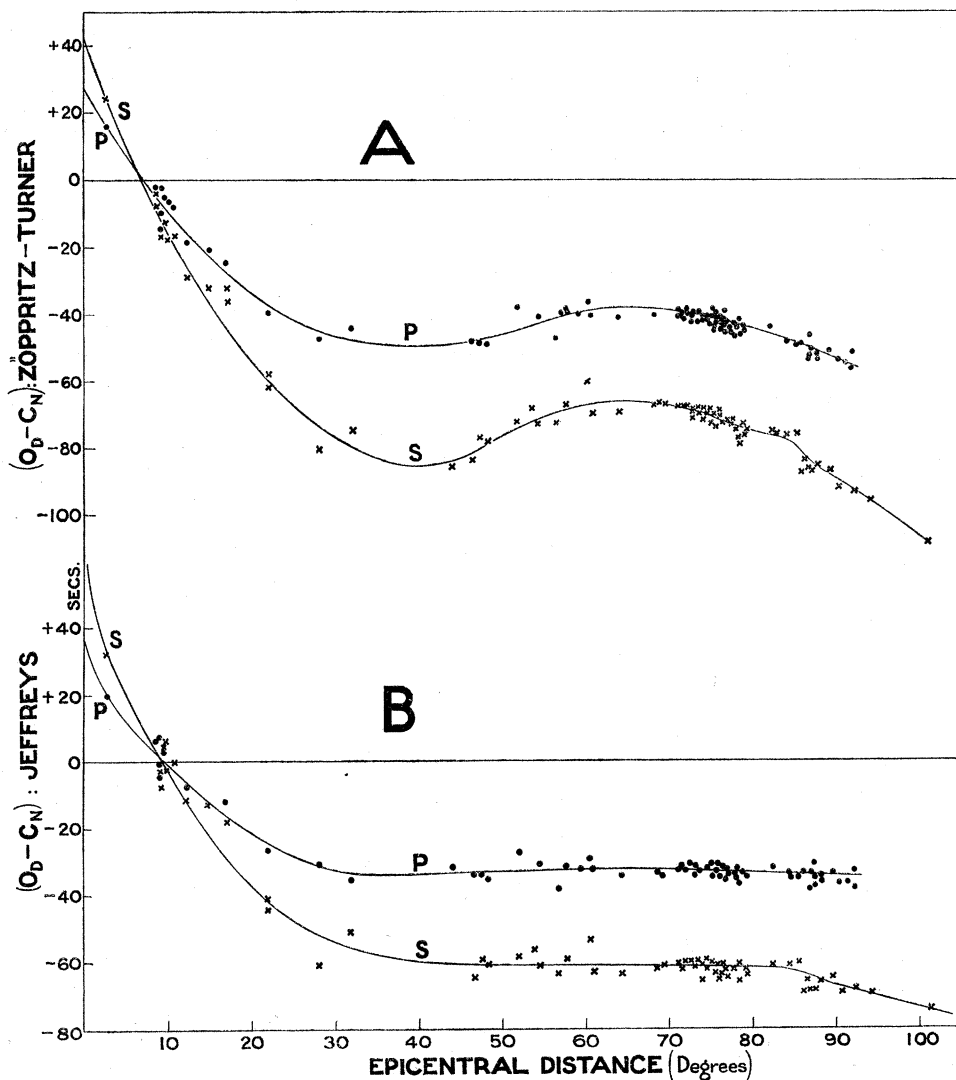 +40
+20
0
−20
−40
−60
−80
−100
S
P
A
P
S
(O_D−C_N): ZÖPPRITZ−TURNER
SECS.
+40
+20
0
−20
−40
−60
−80
S
P
B
P
S
(O_D−C_N): JEFFREYS
10 20 30 40 50 60 70 80 90 100
EPICENTRAL DISTANCE (Degrees)